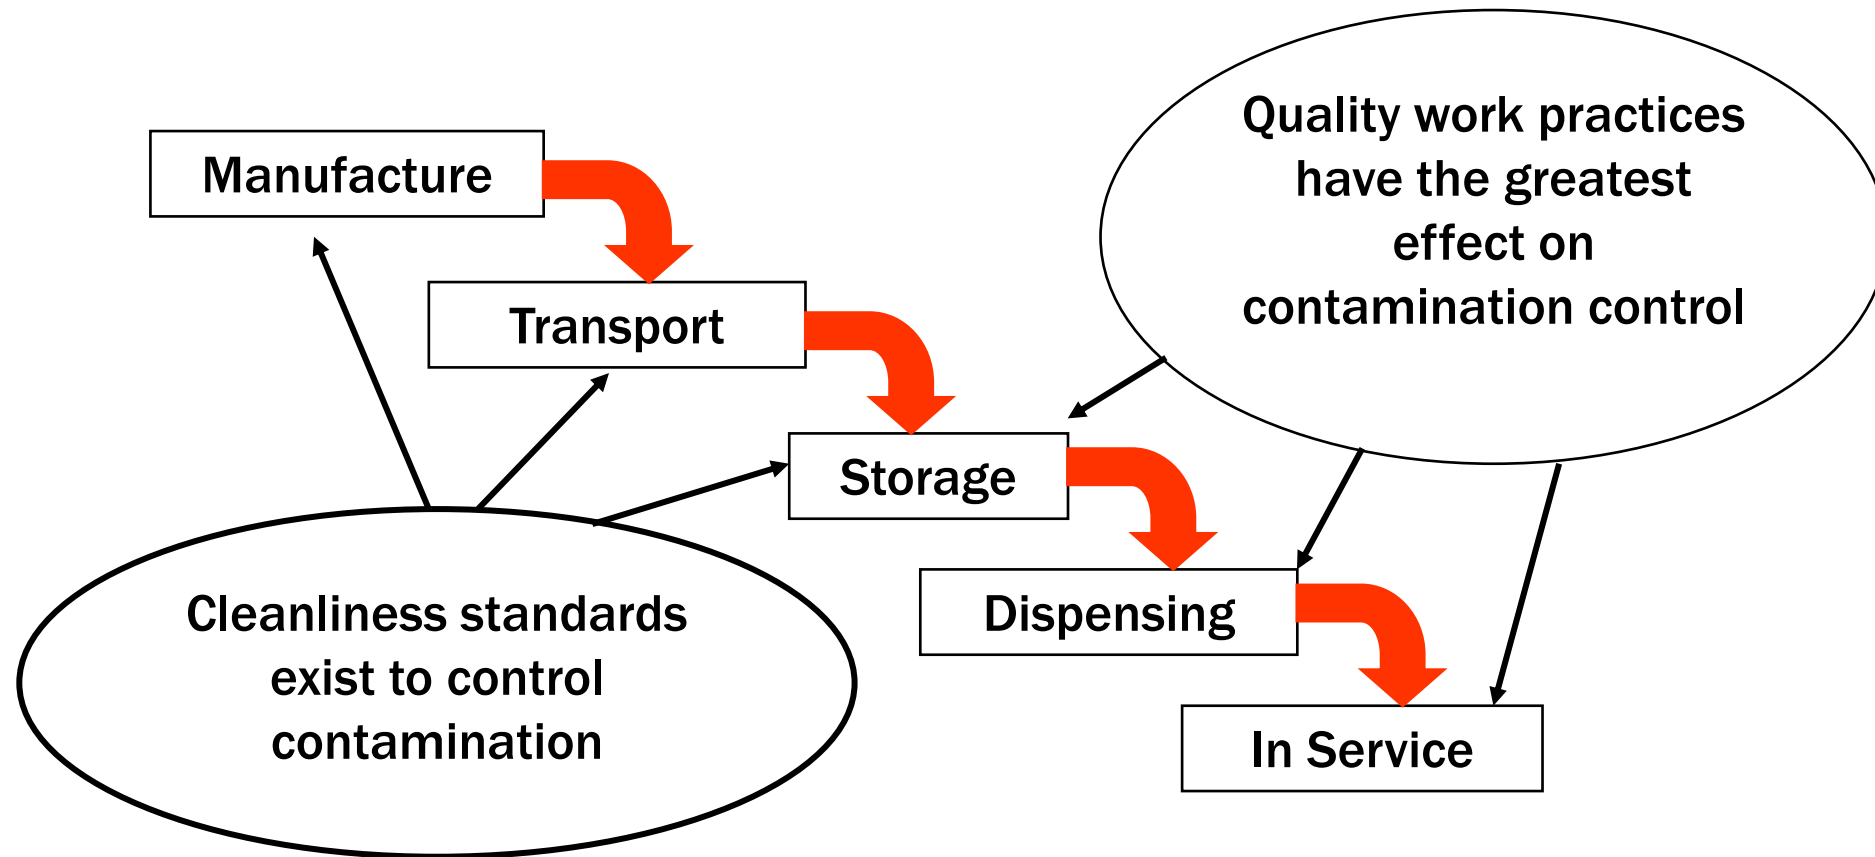 Manufacture
Transport
Storage
Dispensing
In Service
Quality work practices
have the greatest
effect on
contamination control
Cleanliness standards
exist to control
contamination